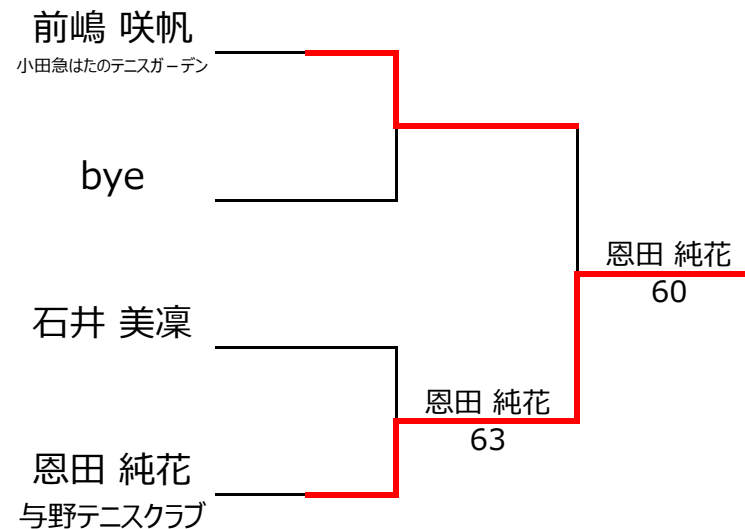 前嶋 咲帆
小田急はたのテニスガーデン
bye
石井 美凜
恩田 純花
与野テニスクラブ
恩田 純花
63
恩田 純花
60